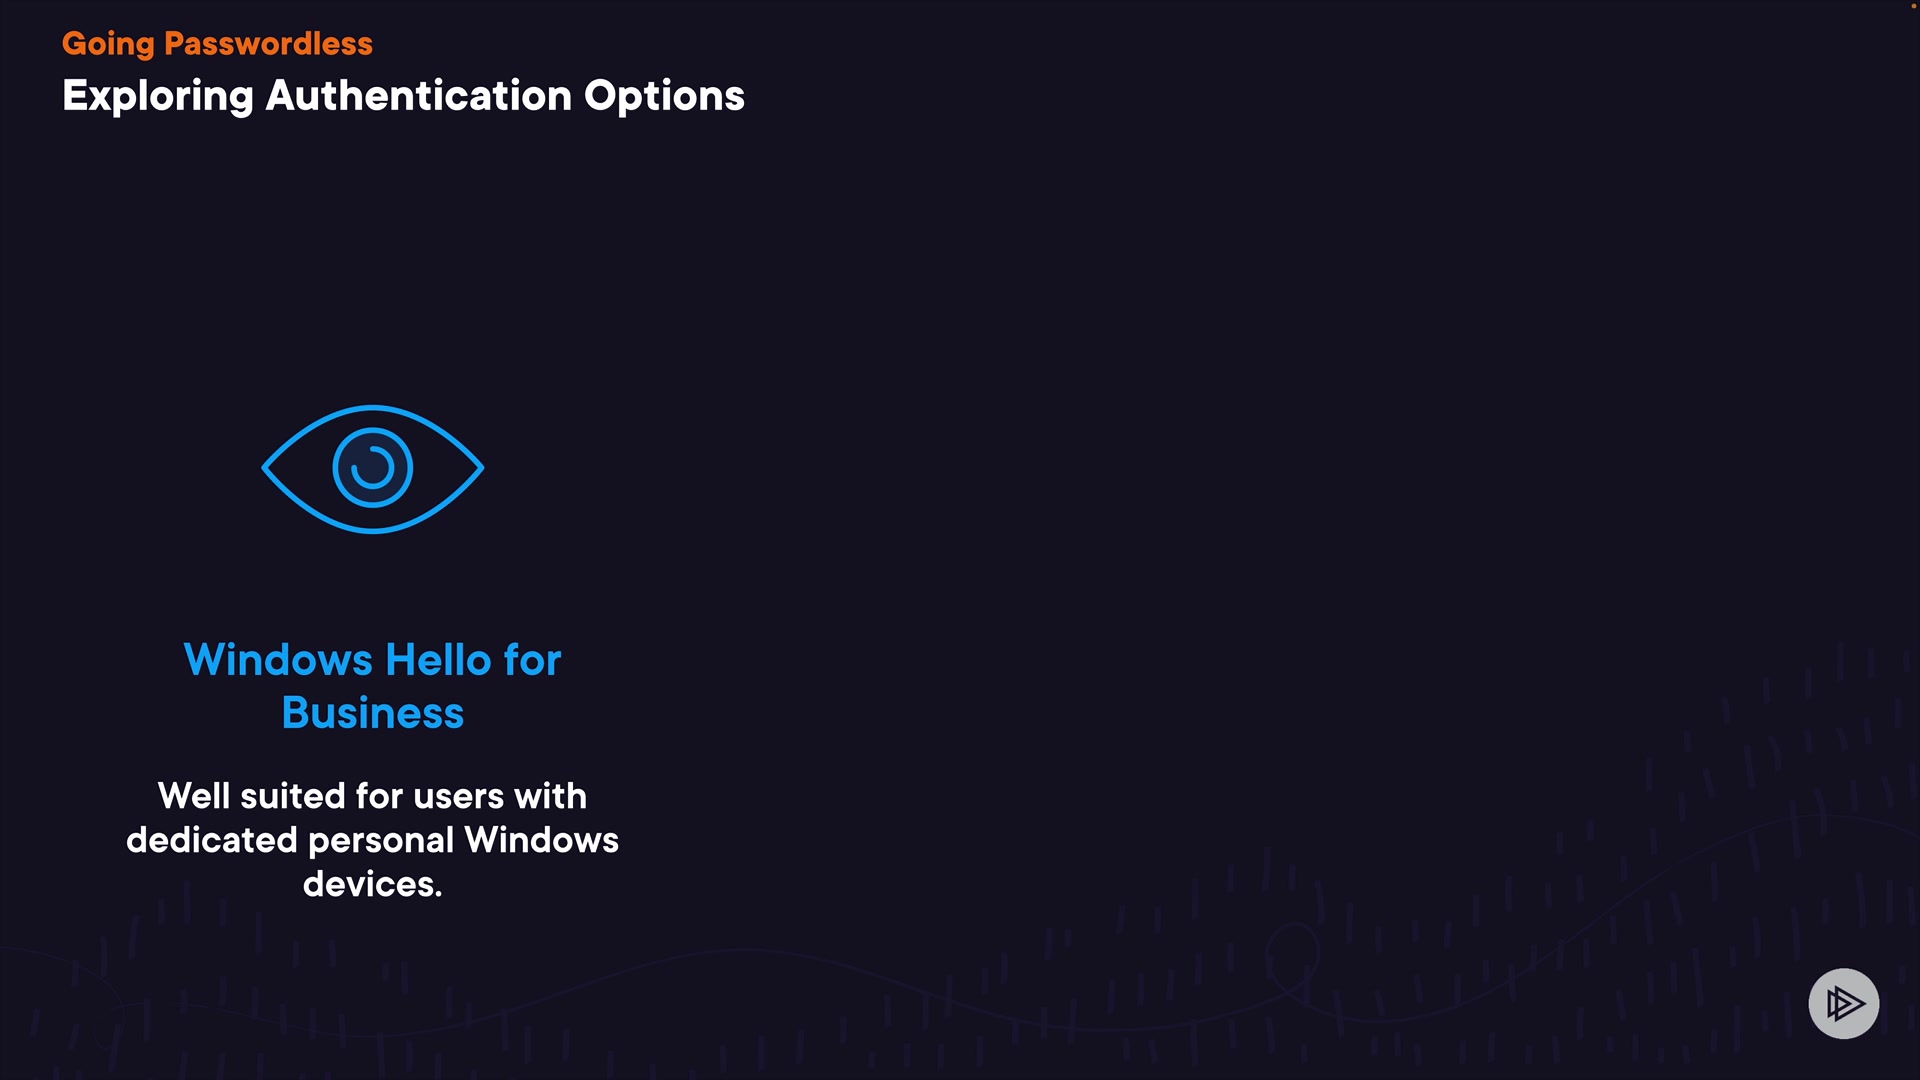 Going Passwordless
Exploring Authentication Options
Windows Hello for
Business
Well suited for users with
dedicated personal Windows
devices.